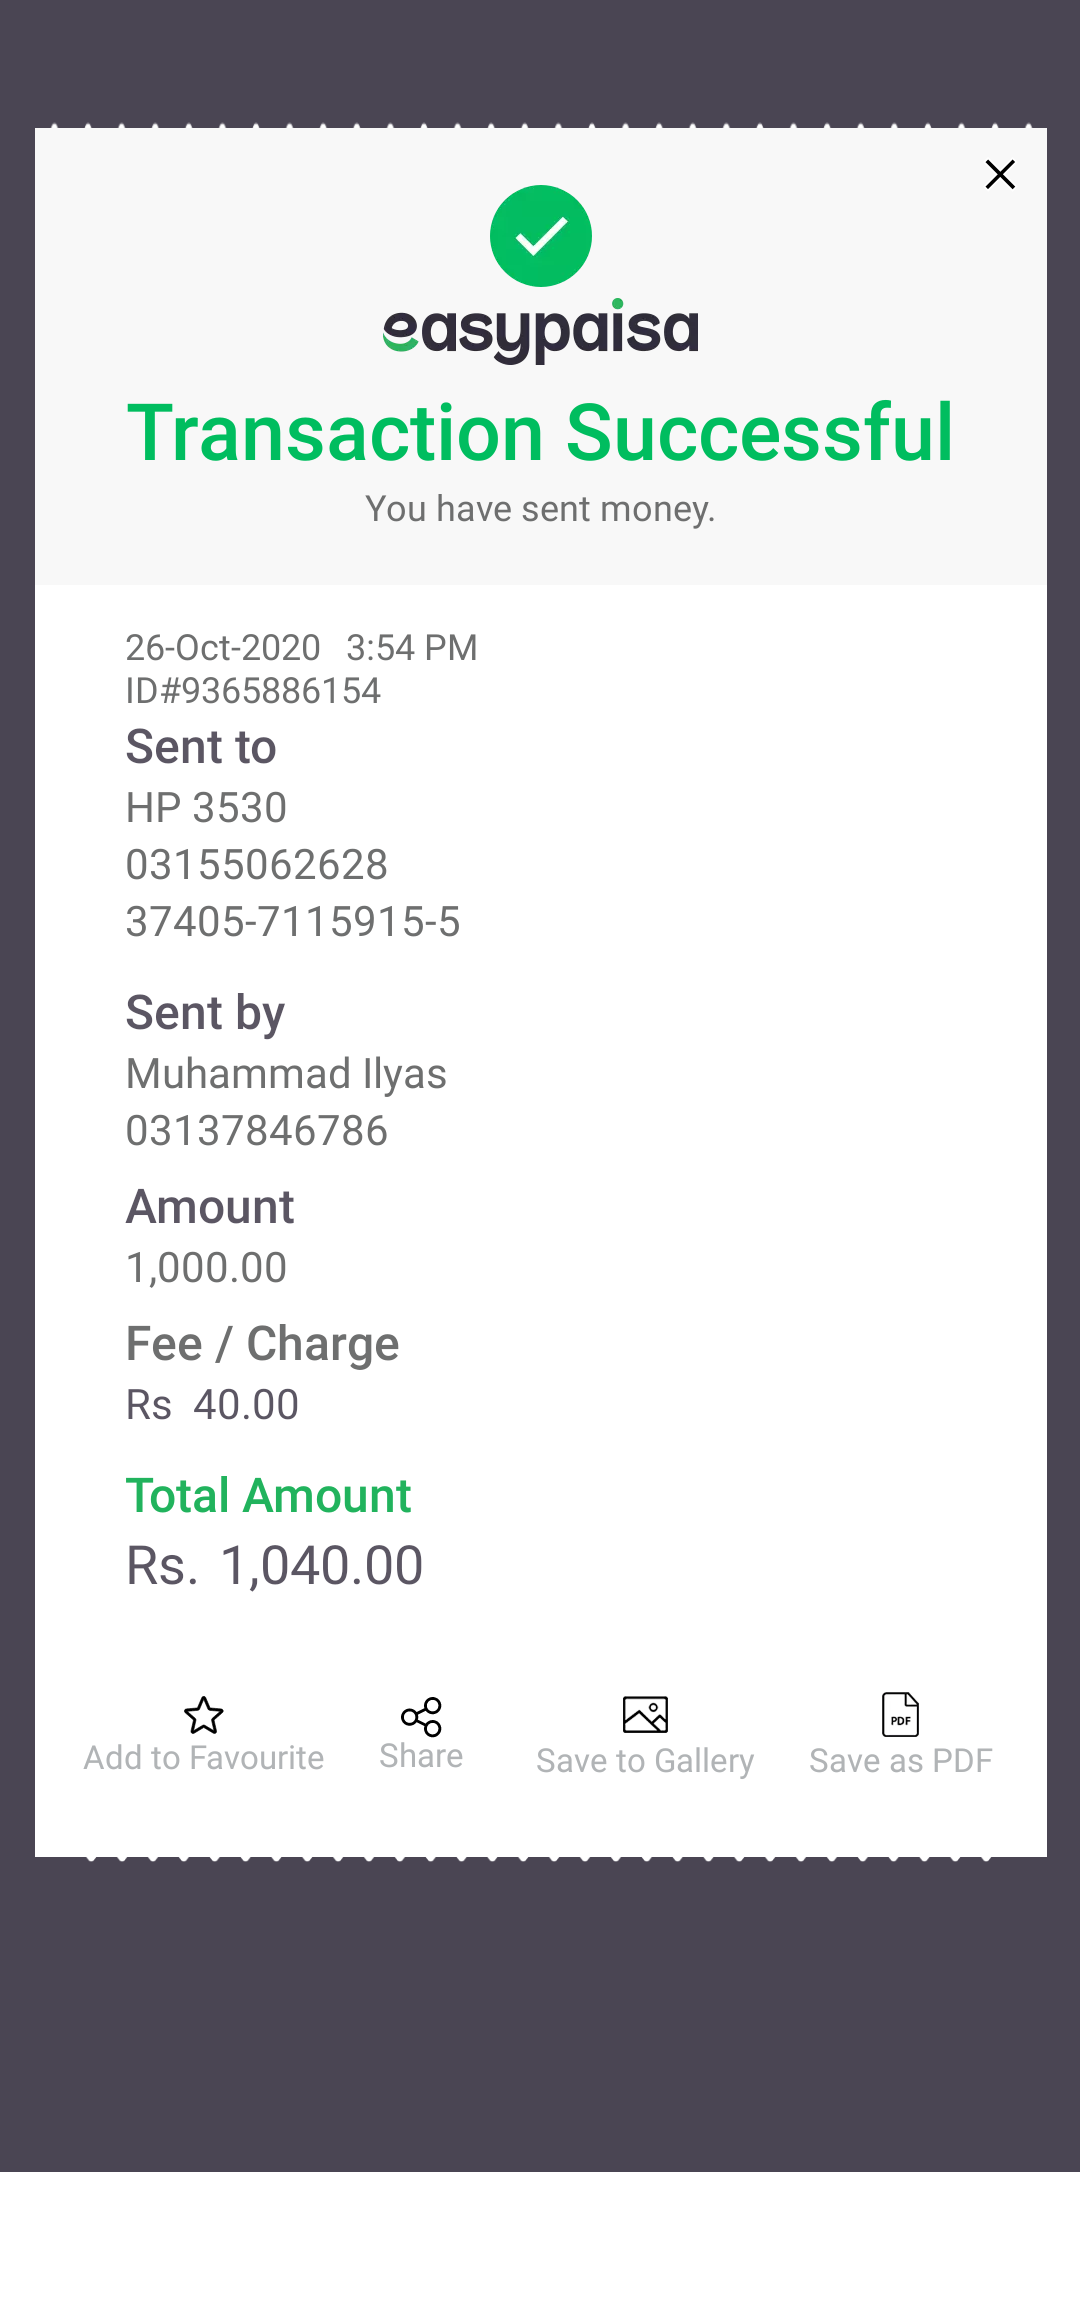 easypaisa
Transaction Successful
You have sent money.
26-Oct-2020 3:54 PM
ID#9365886154
Sent to
HP 3530
03155062628
37405-7115915-5
Sent by
Muhammad Ilyas
03137846786
Amount
1,000.00
Fee / Charge
Rs 40.00
Total Amount
Rs. 1,040.00
PDF
Add to Favourite Share Save to Gallery Save as PDF